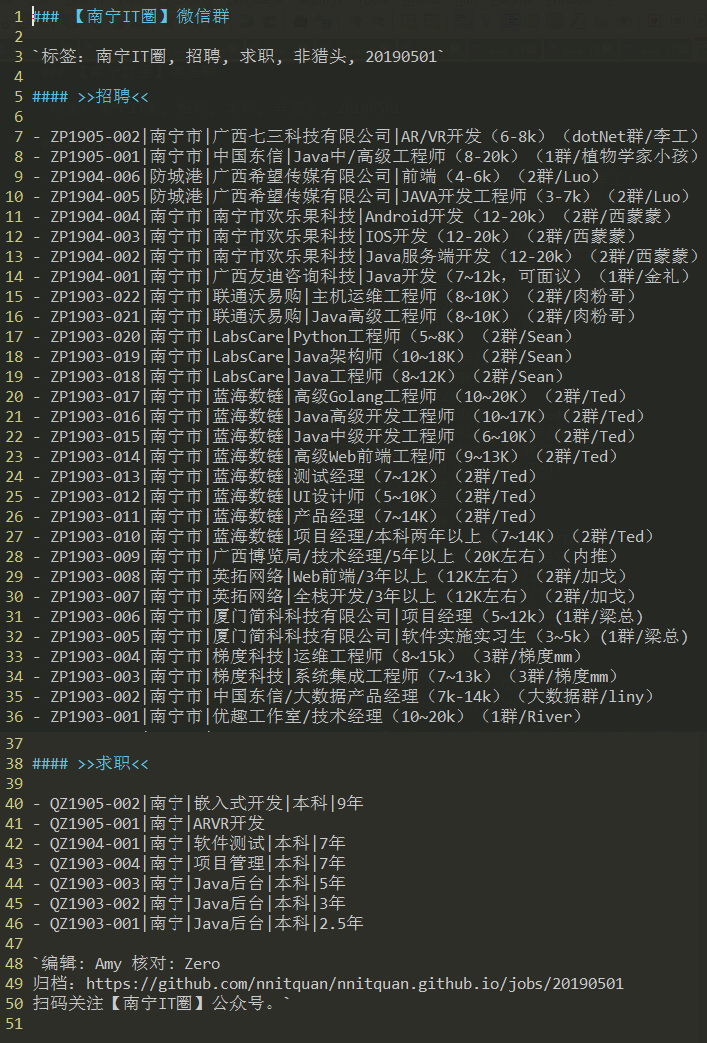 1 ### 【南宁IT圈】微信群
2
3 `标签: 南宁IT圈, 招聘, 求职, 非猎头, 20190501`
4
5 #### >>招聘<<
6
7 - ZP1905-002|南宁市|广西七三科技有限公司|AR/VR开发（6-8k）（dotNet群/李工）
8 - ZP1905-001|南宁市|中国东信|Java中/高级工程师（8-20k）（1群/植物学家小孩）
9 - ZP1904-006|防城港|广西希望传媒有限公司|前端（4-6k）（2群/Luo）
10 - ZP1904-005|防城港|广西希望传媒有限公司|JAVA开发工程师（3-7k）（2群/Luo）
11 - ZP1904-004|南宁市|南宁市欢乐果科技|Android开发（12-20k）（2群/西蒙蒙）
12 - ZP1904-003|南宁市|南宁市欢乐果科技|IOS开发（12-20k）（2群/西蒙蒙）
13 - ZP1904-002|南宁市|南宁市欢乐果科技|Java服务端开发（12-20k）（2群/西蒙蒙）
14 - ZP1904-001|南宁市|广西友迪咨询科技|Java开发（7~12k，可面议）（1群/金礼）
15 - ZP1903-022|南宁市|联通沃易购|主机运维工程师（8~10K）（2群/肉粉哥）
16 - ZP1903-021|南宁市|联通沃易购|Java高级工程师（8~10K）（2群/肉粉哥）
17 - ZP1903-020|南宁市|LabsCare|Python工程师（5~8K）（2群/Sean）
18 - ZP1903-019|南宁市|LabsCare|Java架构师（10~18K）（2群/Sean）
19 - ZP1903-018|南宁市|LabsCare|Java工程师（8~12K）（2群/Sean）
20 - ZP1903-017|南宁市|蓝海数链|高级Golang工程师 （10~20K）（2群/Ted）
21 - ZP1903-016|南宁市|蓝海数链|Java高级开发工程师 （10~17K）（2群/Ted）
22 - ZP1903-015|南宁市|蓝海数链|Java中级开发工程师 （6~10K）（2群/Ted）
23 - ZP1903-014|南宁市|蓝海数链|高级Web前端工程师（9~13K）（2群/Ted）
24 - ZP1903-013|南宁市|蓝海数链|测试经理（7~12K）（2群/Ted）
25 - ZP1903-012|南宁市|蓝海数链|UI设计师（5~10K）（2群/Ted）
26 - ZP1903-011|南宁市|蓝海数链|产品经理（7~14K）（2群/Ted）
27 - ZP1903-010|南宁市|蓝海数链|项目经理/本科两年以上（7~14K）（2群/Ted）
28 - ZP1903-009|南宁市|广西博览局/技术经理/5年以上（20K左右）（内推）
29 - ZP1903-008|南宁市|英拓网络|Web前端/3年以上（12K左右）（2群/加戈）
30 - ZP1903-007|南宁市|英拓网络|全栈开发/3年以上（12K左右）（2群/加戈）
31 - ZP1903-006|南宁市|厦门简科科技有限公司|项目经理（5~12k）(1群/梁总)
32 - ZP1903-005|南宁市|厦门简科科技有限公司|软件实施实习生（3~5k）(1群/梁总)
33 - ZP1903-004|南宁市|梯度科技|运维工程师（8~15k）（3群/梯度mm）
34 - ZP1903-003|南宁市|梯度科技|系统集成工程师（7~13k）（3群/梯度mm）
35 - ZP1903-002|南宁市|中国东信/大数据产品经理（7k-14k）（大数据群/liny）
36 - ZP1903-001|南宁市|优趣工作室/技术经理（10~20k）（1群/River）
37
38 #### >>求职<<
39
40 - QZ1905-002|南宁|嵌入式开发|本科|9年
41 - QZ1905-001|南宁|ARVR开发
42 - QZ1904-001|南宁|软件测试|本科|7年
43 - QZ1903-004|南宁|项目管理|本科|7年
44 - QZ1903-003|南宁|Java后台|本科|5年
45 - QZ1903-002|南宁|Java后台|本科|3年
46 - QZ1903-001|南宁|Java后台|本科|2.5年
47
48 `编辑: Amy 核对: Zero
49 归档: https://github.com/nnitquan/nnitquan.github.io/jobs/20190501
50 扫码关注【南宁IT圈】公众号。`
51